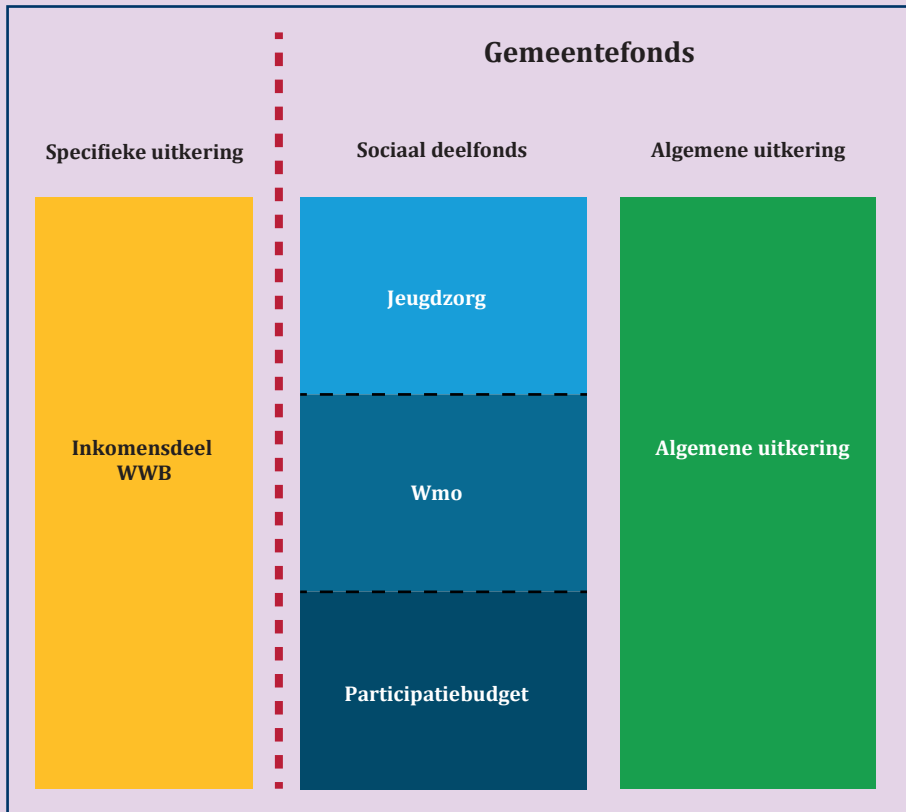 Gemeentefonds
Specifieke uitkering
Sociaal deelfonds
Algemene uitkering
Inkomensdeel
WWB
Jeugdzorg
Wmo
Participatiebudget
Algemene uitkering